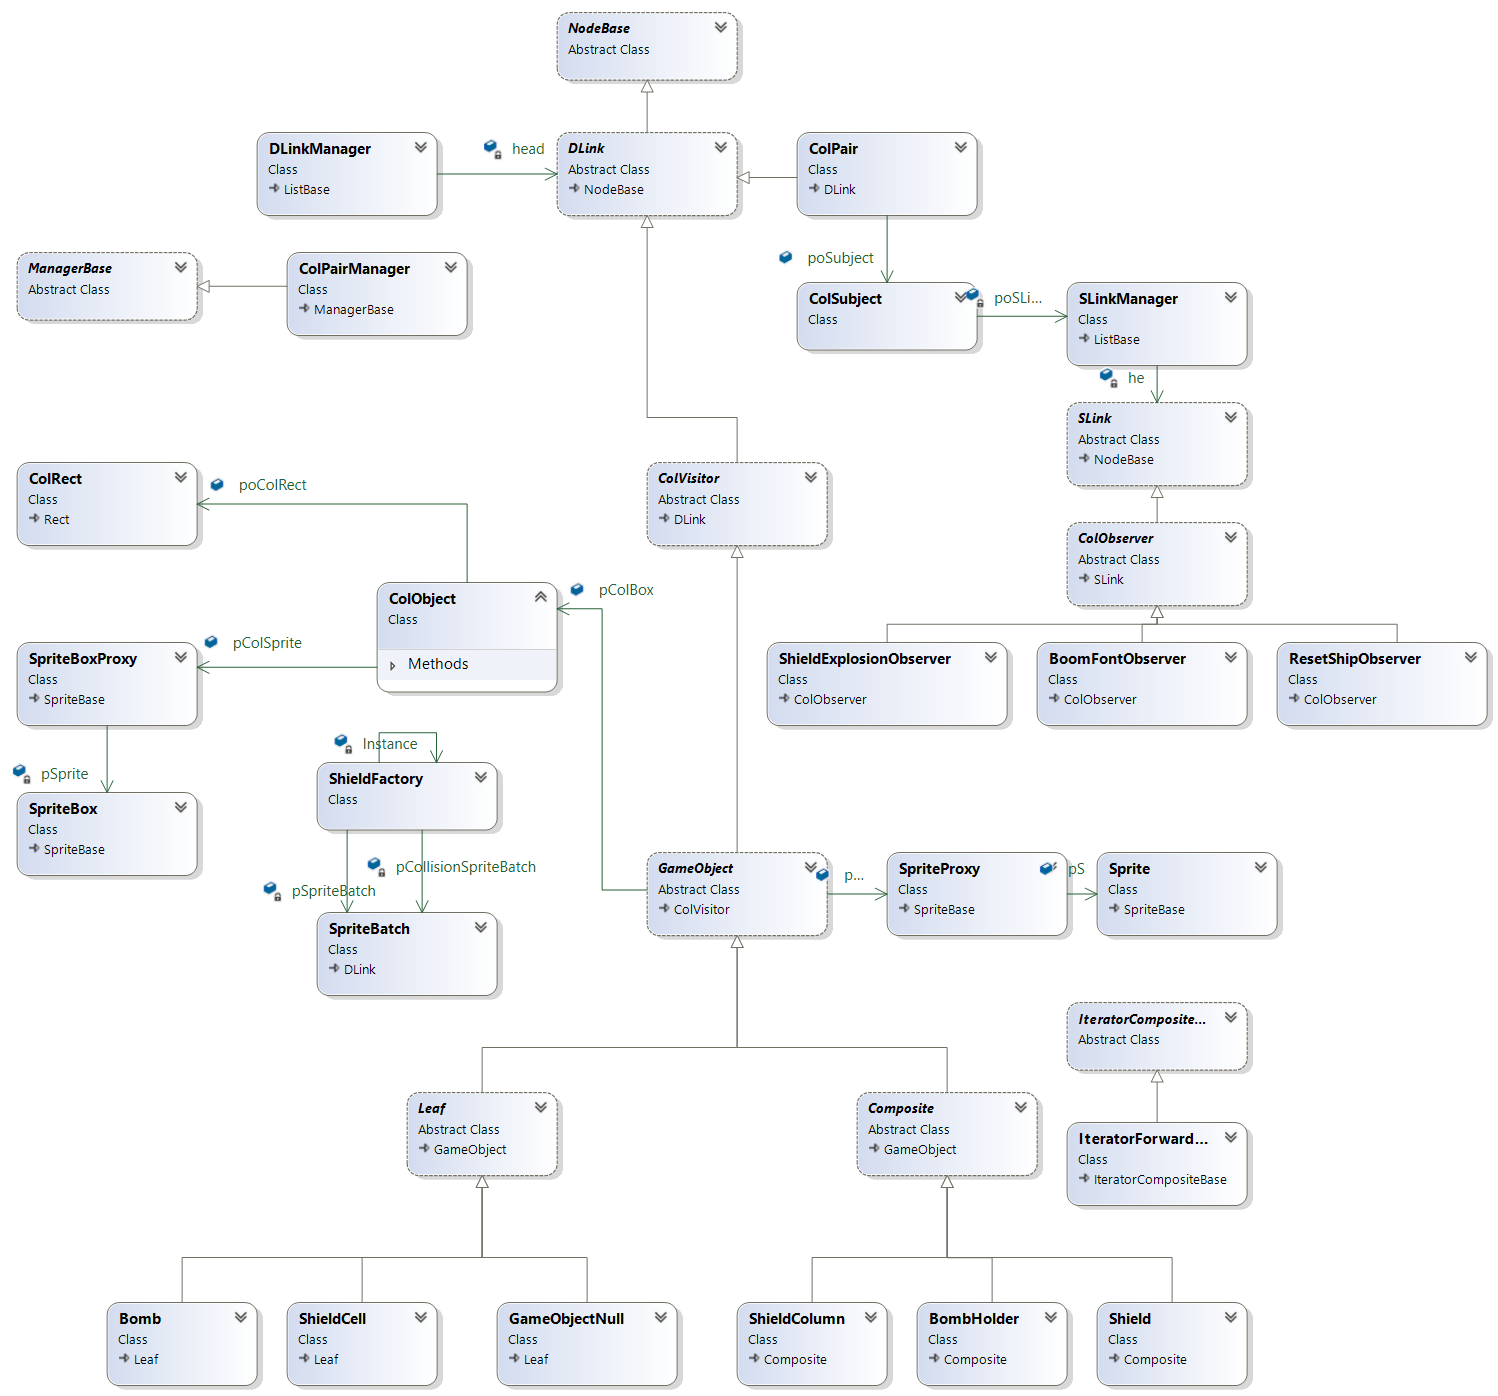 NodeBase
Abstract Class
DLinkManager
Class
ListBase
head
DLink
Abstract Class
NodeBase
ColPair
Class
DLink
ManagerBase
Abstract Class
ColPairManager
Class
ManagerBase
poSubject
ColSubject
Class
poSLi...
SLinkManager
Class
ListBase
he
SLink
Abstract Class
NodeBase
ColRect
Class
Rect
poColRect
ColVisitor
Abstract Class
DLink
ColObserver
Abstract Class
SLink
ColObject
Class
Methods
pColBox
pColSprite
SpriteBoxProxy
Class
SpriteBase
ShieldExplosionObserver
Class
ColObserver
BoomFontObserver
Class
ColObserver
ResetShipObserver
Class
ColObserver
pSprite
SpriteBox
Class
SpriteBase
Instance
ShieldFactory
Class
pCollisionSpriteBatch
pSpriteBatch
SpriteBatch
Class
DLink
GameObject
Abstract Class
ColVisitor
p...
SpriteProxy
Class
SpriteBase
pS
Sprite
Class
SpriteBase
IteratorComposite...
Abstract Class
Leaf
Abstract Class
GameObject
Composite
Abstract Class
GameObject
IteratorForward...
Class
IteratorCompositeBase
Bomb
Class
Leaf
ShieldCell
Class
Leaf
GameObjectNull
Class
Leaf
ShieldColumn
Class
Composite
BombHolder
Class
Composite
Shield
Class
Composite